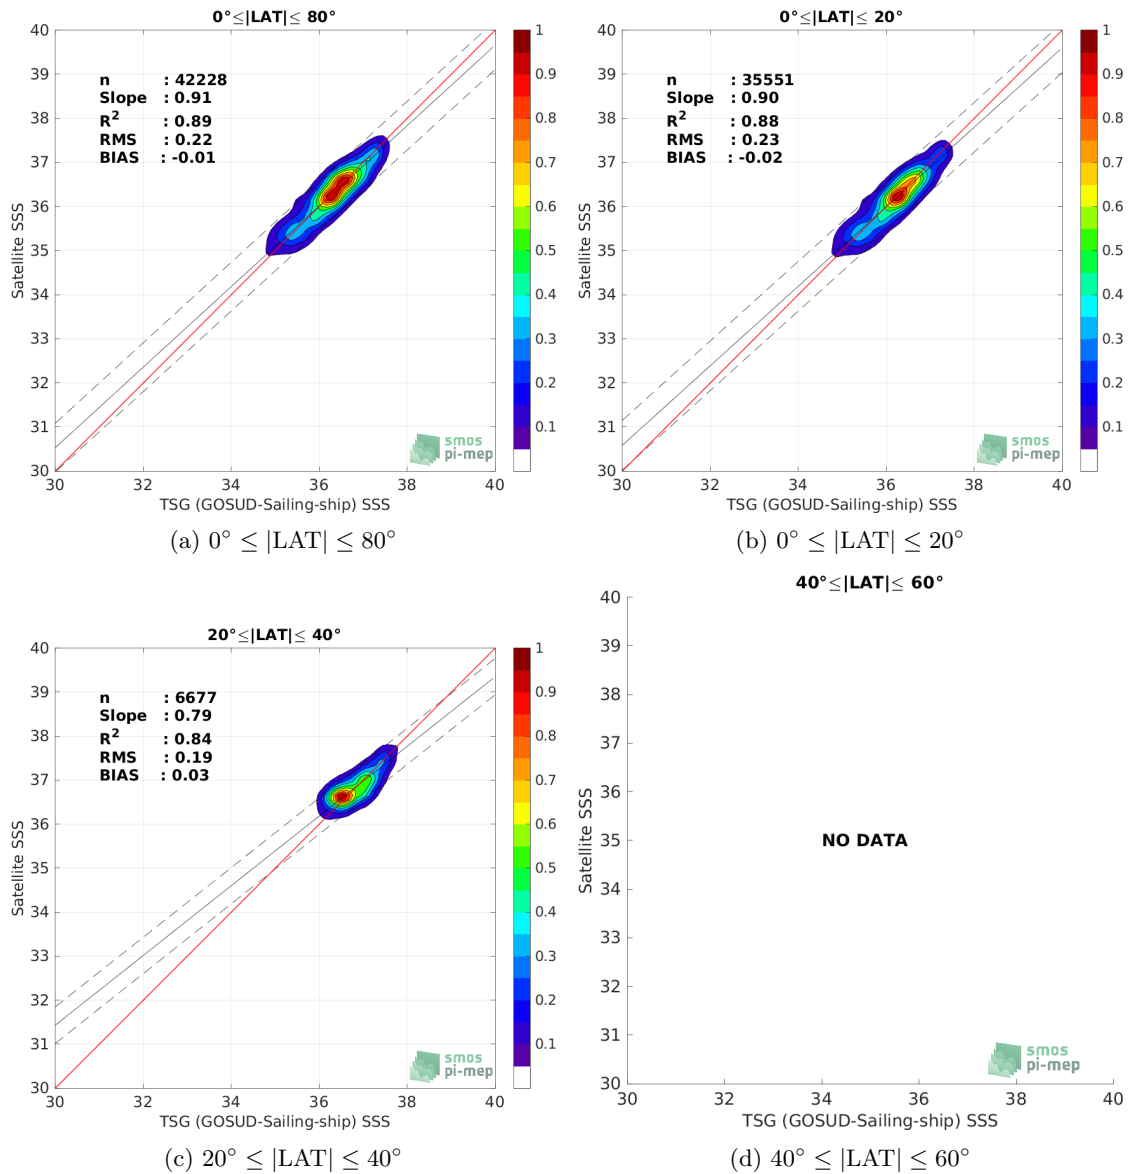 0°≤|LAT|≤ 80°
40
39
38
37
36
35
34
33
32
31
30
Satellite SSS
n : 42228
Slope : 0.91
R² : 0.89
RMS : 0.22
BIAS : -0.01
smos
pi-mep
30 32 34 36 38 40
TSG (GOSUD-Sailing-ship) SSS
1
0.9
0.8
0.7
0.6
0.5
0.4
0.3
0.2
0.1
(a) 0° ≤ |LAT| ≤ 80°
0°≤|LAT|≤ 20°
40
39
38
37
36
35
34
33
32
31
30
Satellite SSS
n : 35551
Slope : 0.90
R² : 0.88
RMS : 0.23
BIAS : -0.02
smos
pi-mep
30 32 34 36 38 40
TSG (GOSUD-Sailing-ship) SSS
1
0.9
0.8
0.7
0.6
0.5
0.4
0.3
0.2
0.1
(b) 0° ≤ |LAT| ≤ 20°
20°≤|LAT|≤ 40°
40
39
38
37
36
35
34
33
32
31
30
Satellite SSS
n : 6677
Slope : 0.79
R² : 0.84
RMS : 0.19
BIAS : 0.03
smos
pi-mep
30 32 34 36 38 40
TSG (GOSUD-Sailing-ship) SSS
1
0.9
0.8
0.7
0.6
0.5
0.4
0.3
0.2
0.1
(c) 20° ≤ |LAT| ≤ 40°
40°≤|LAT|≤ 60°
40
39
38
37
36
35
34
33
32
31
30
Satellite SSS
NO DATA
smos
pi-mep
30 32 34 36 38 40
TSG (GOSUD-Sailing-ship) SSS
(d) 40° ≤ |LAT| ≤ 60°